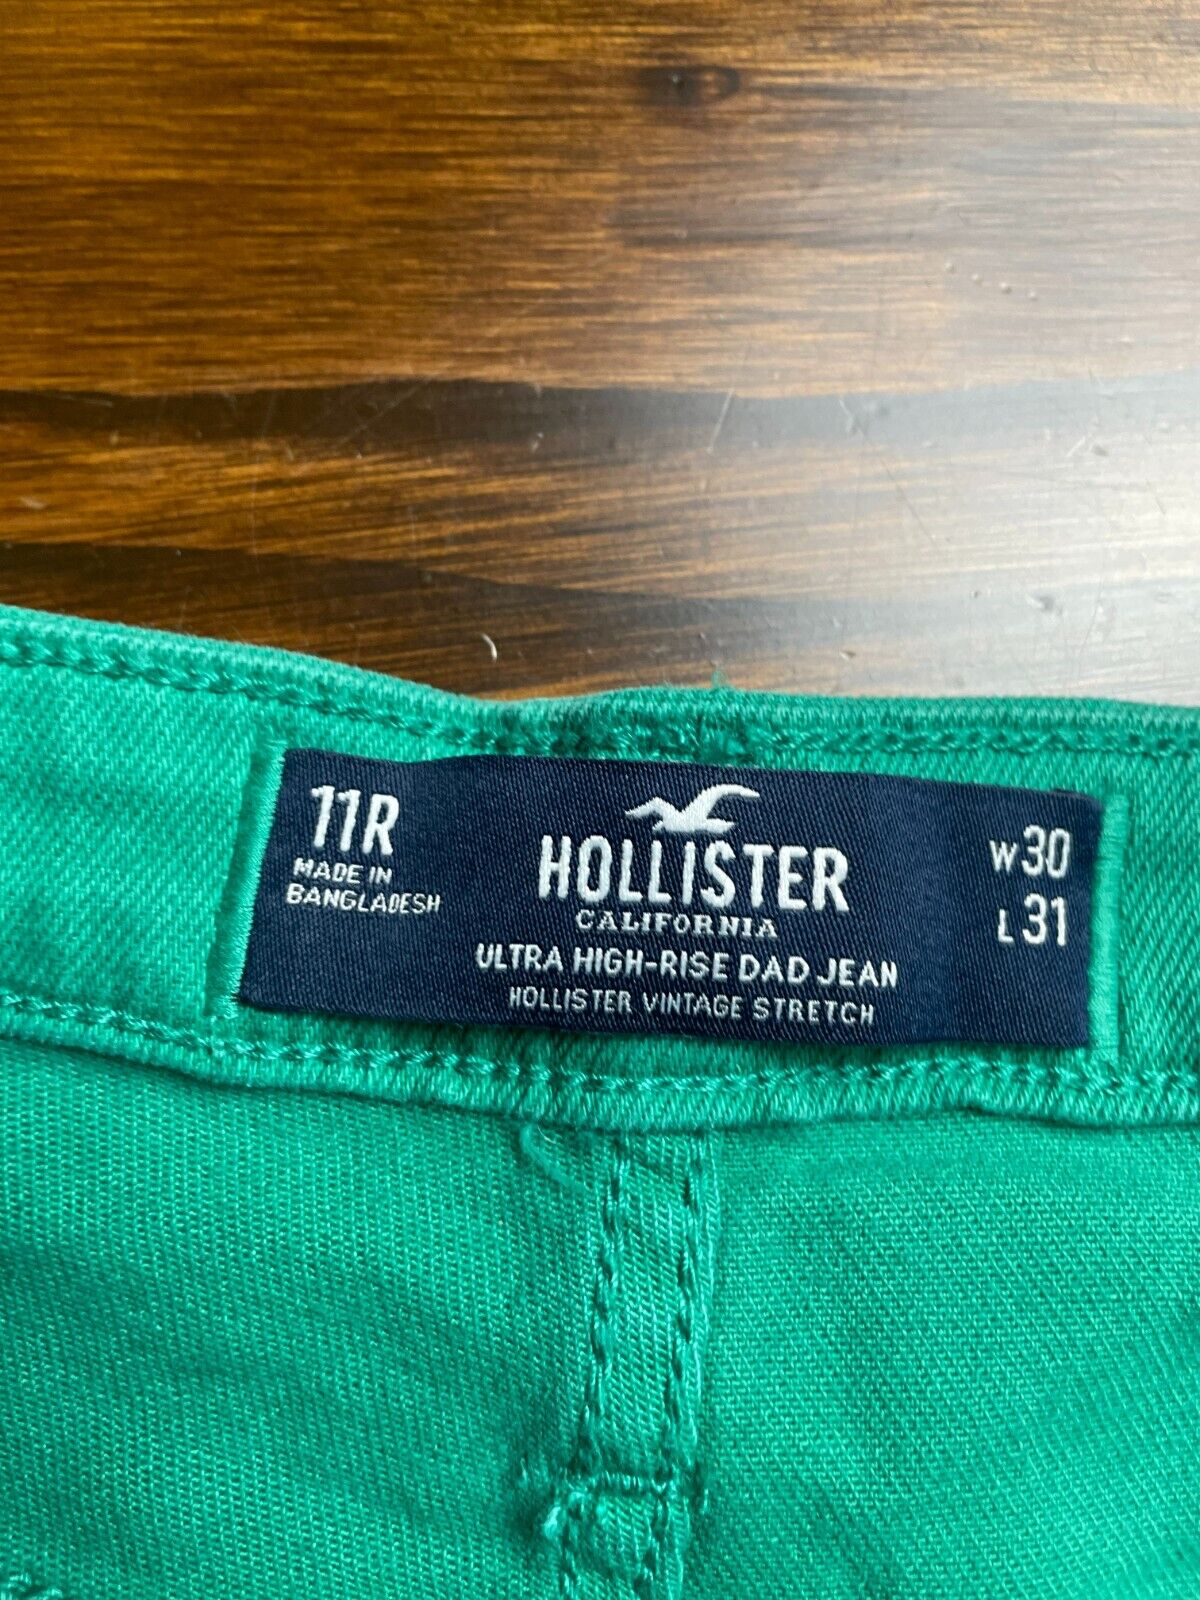 11R
MADE IN
BANGLADESH
HOLLISTER
CALIFORNIA
ULTRA HIGH-RISE DAD JEAN
HOLLISTER VINTAGE STRETCH
W30
L31